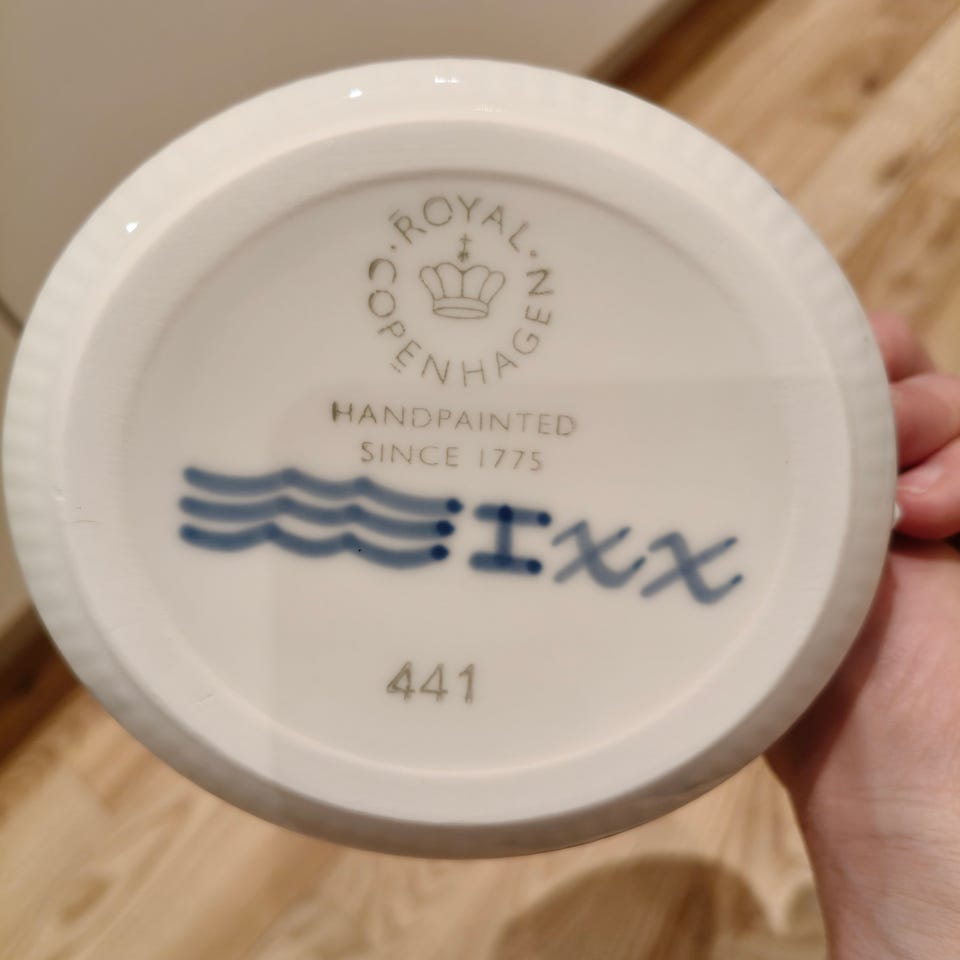 ROYAL
COPENHAGEN
HANDPAINTED
SINCE 1775
Ixx
441